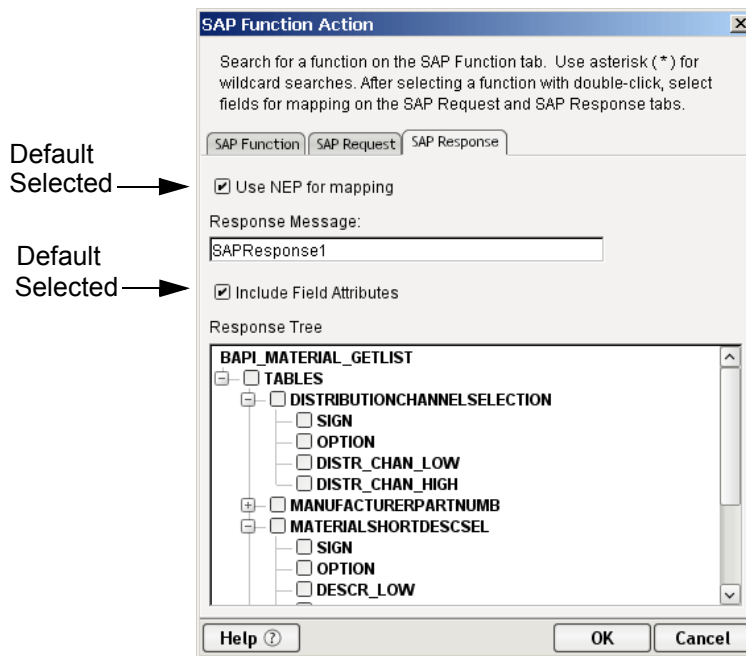 SAP Function Action
Search for a function on the SAP Function tab. Use asterisk (*) for
wildcard searches. After selecting a function with double-click, select
fields for mapping on the SAP Request and SAP Response tabs.
SAP Function SAP Request SAP Response
Default
Selected
Use NEP for mapping
Response Message:
SAPResponse1
Default
Selected
Include Field Attributes
Response Tree
BAPI_MATERIAL_GETLIST
TABLES
DISTRIBUTIONCHANNELSELECTION
SIGN
OPTION
DISTR_CHAN_LOW
DISTR_CHAN_HIGH
MANUFACTURERPARTNUMB
MATERIALSHORTDESCSEL
SIGN
OPTION
DESCR_LOW
Help ?
OK
Cancel